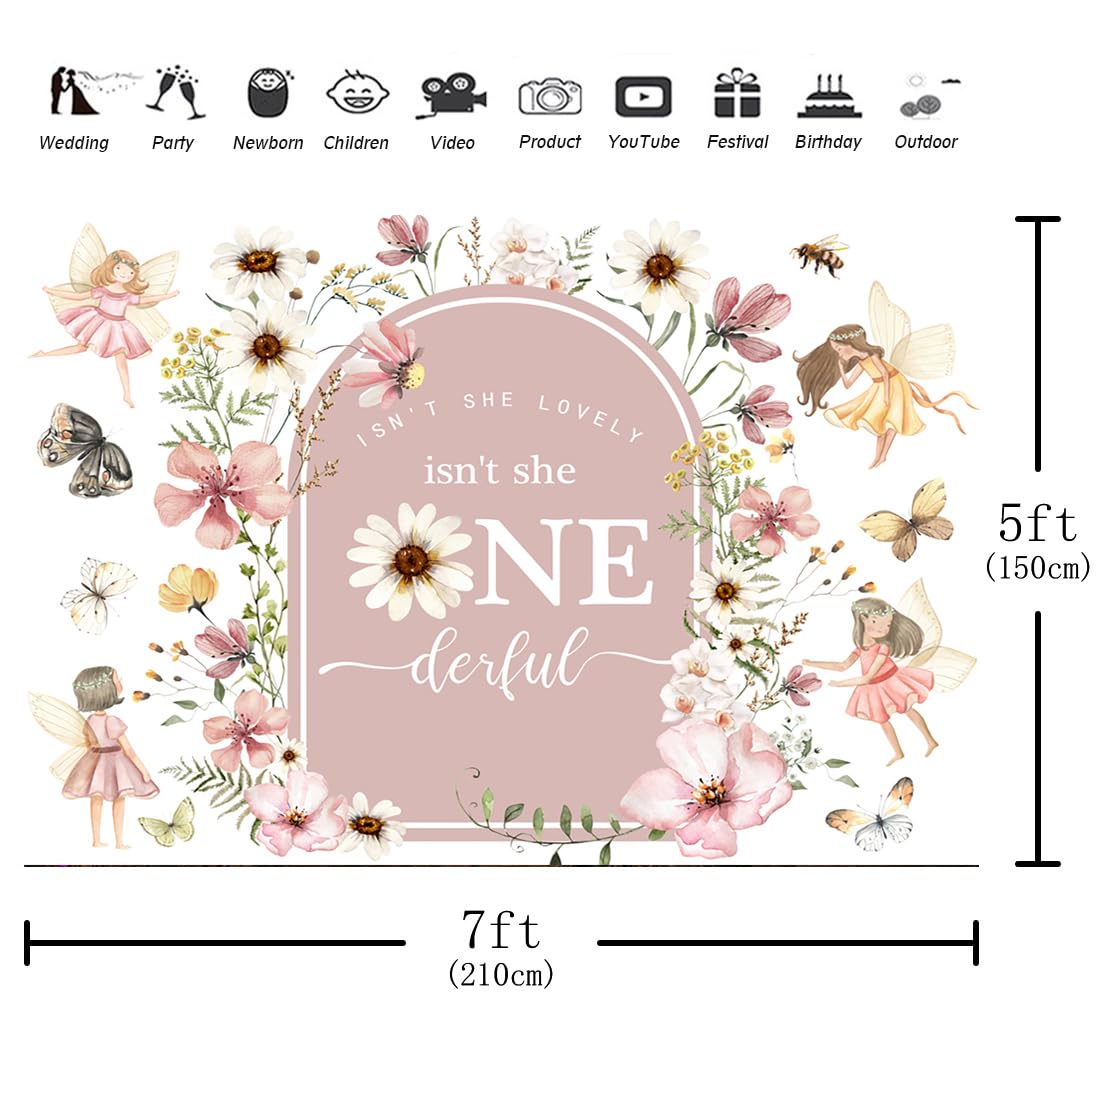 Wedding Party Newborn Children Video Product YouTube Festival Birthday Outdoor
ISN'T SHE LOVELY
isn't she
NE
derful
5ft
(150cm)
7ft
(210cm)